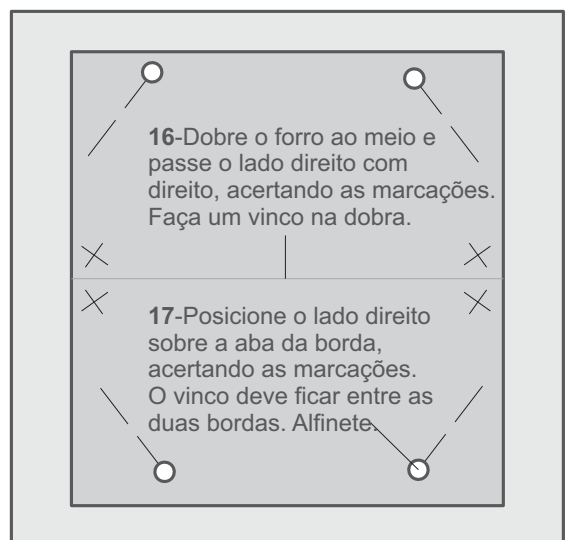 16-Dobre o forro ao meio e
passe o lado direito com
direito, acertando as marcações.
Faça um vinco na dobra.
17-Posicione o lado direito
sobre a aba da borda,
acertando as marcações.
O vinco deve ficar entre as
duas bordas. Alfinete.